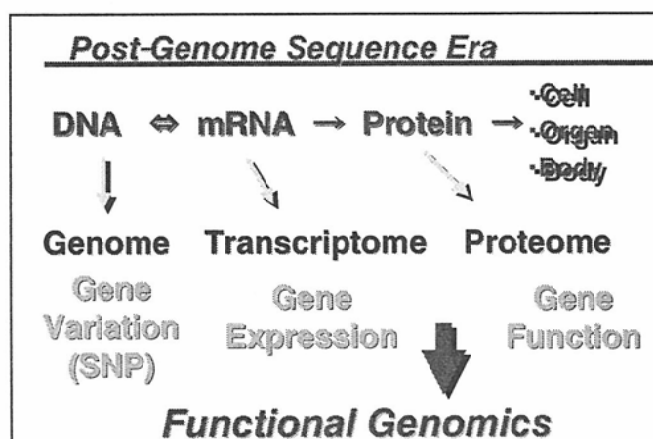 Post-Genome Sequence Era
DNA ⇔ mRNA → Protein →
·Cell
·Organ
·Body
Genome Transcriptome Proteome
Gene Gene Gene
Variation Expression Function
(SNP)
Functional Genomics